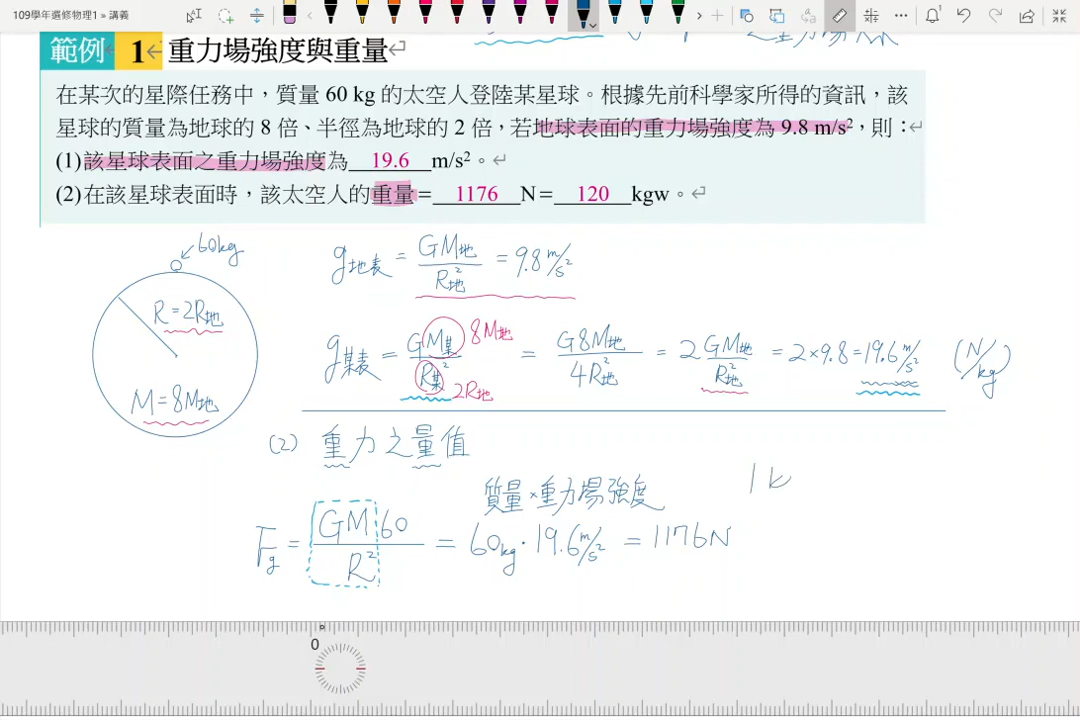 109學年選修物理1 » 講義
範例 1 重力場強度與重量
在某次的星際任務中，質量 60 kg 的太空人登陸某星球。根據先前科學家所得的資訊，該
星球的質量為地球的 8 倍、半徑為地球的 2 倍，若地球表面的重力場強度為 9.8 m/s²，則：
(1)該星球表面之重力場強度為 19.6 m/s²。
(2)在該星球表面時，該太空人的重量= 1176 N= 120 kgw。
60kg
R=2R地
M=8M地
g地表 = GM地/R地² = 9.8 m/s²
g某表 = GM某/R某² = G8M地/4R地² = 2 GM地/R地² = 2×9.8=19.6 m/s² (N/kg)
8M地
2R地
(2) 重力之量值
質量×重力場強度
1k
Fg = GM60/R² = 60kg·19.6 m/s² = 1176N
0